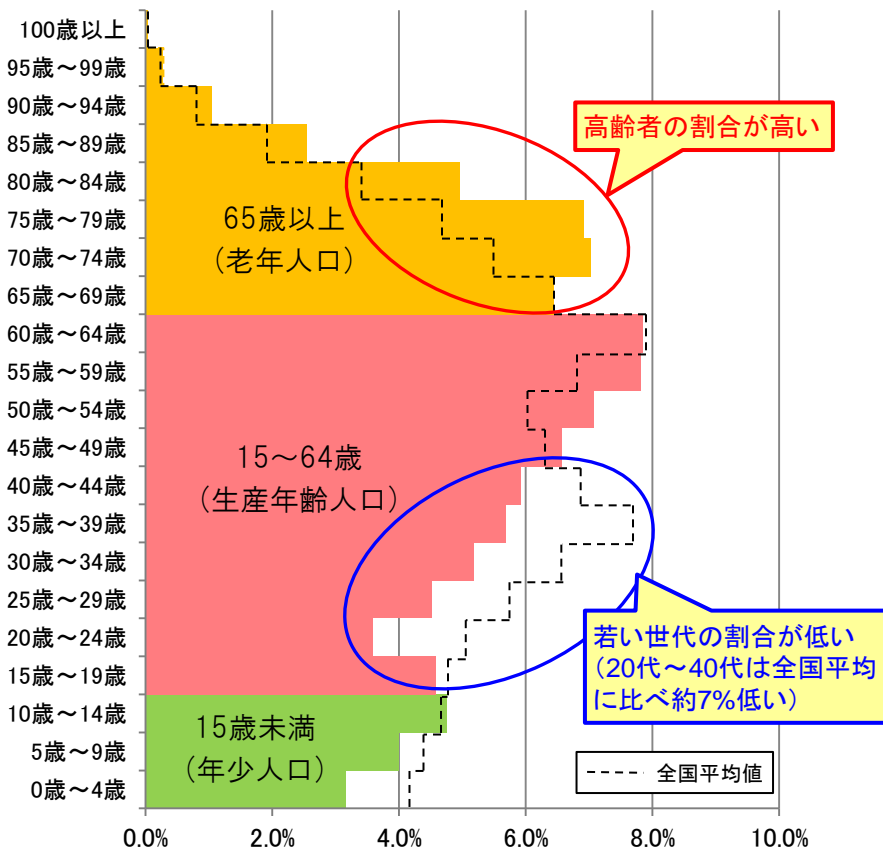 100歳以上
95歳～99歳
90歳～94歳
85歳～89歳
80歳～84歳
75歳～79歳
70歳～74歳
65歳～69歳
60歳～64歳
55歳～59歳
50歳～54歳
45歳～49歳
40歳～44歳
35歳～39歳
30歳～34歳
25歳～29歳
20歳～24歳
15歳～19歳
10歳～14歳
5歳～9歳
0歳～4歳
高齢者の割合が高い
65歳以上
（老年人口）
15～64歳
（生産年齢人口）
若い世代の割合が低い
（20代～40代は全国平均
に比べ約7%低い）
15歳未満
（年少人口）
全国平均値
0.0%
2.0%
4.0%
6.0%
8.0%
10.0%